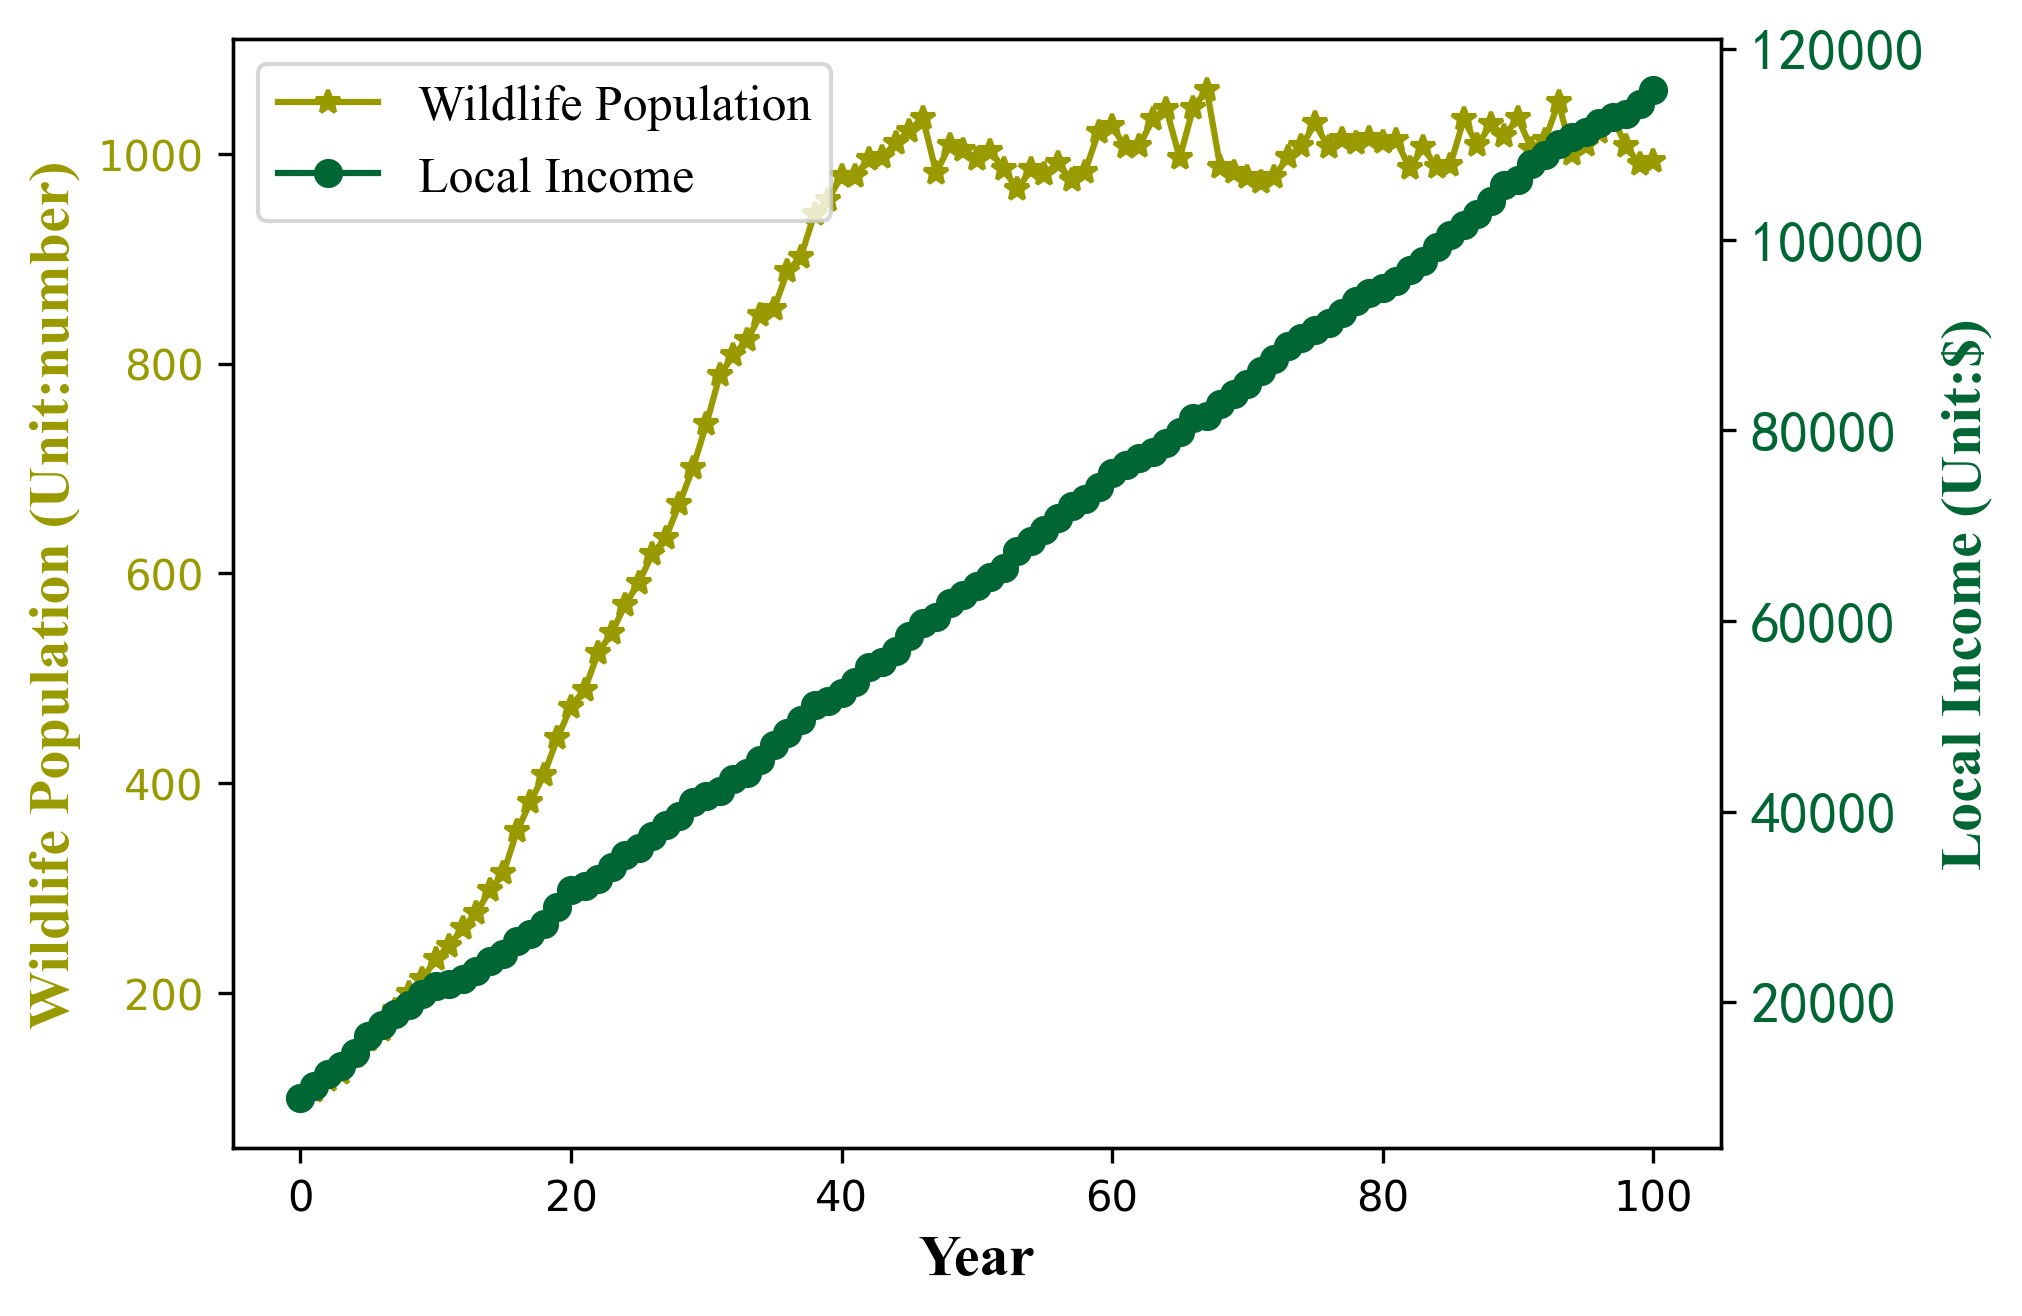 Wildlife Population
Local Income
Wildlife Population (Unit:number)
1000
800
600
400
200
120000
100000
80000
60000
40000
20000
Local Income (Unit:$)
0 20 40 60 80 100
Year